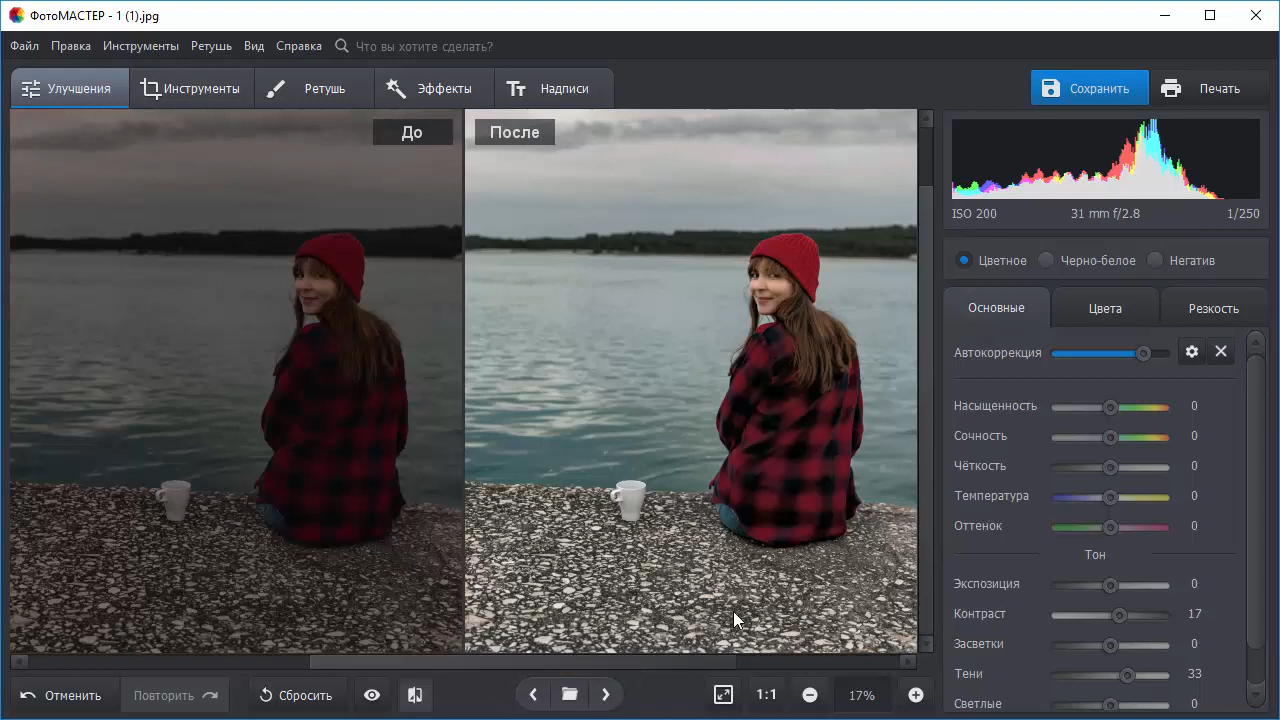 ФотоМАСТЕР - 1 (1).jpg
Файл Правка Инструменты Ретушь Вид Справка Что вы хотите сделать?
Улучшения Инструменты Ретушь Эффекты Надписи Сохранить Печать
До После
ISO 200 31 mm f/2.8 1/250
Цветное Черно-белое Негатив
Основные Цвета Резкость
Автокоррекция
Насыщенность 0
Сочность 0
Чёткость 0
Температура 0
Оттенок 0
Тон
Экспозиция 0
Контраст 17
Засветки 0
Тени 33
Светлые 0
Отменить Повторить Сбросить 1:1 17%